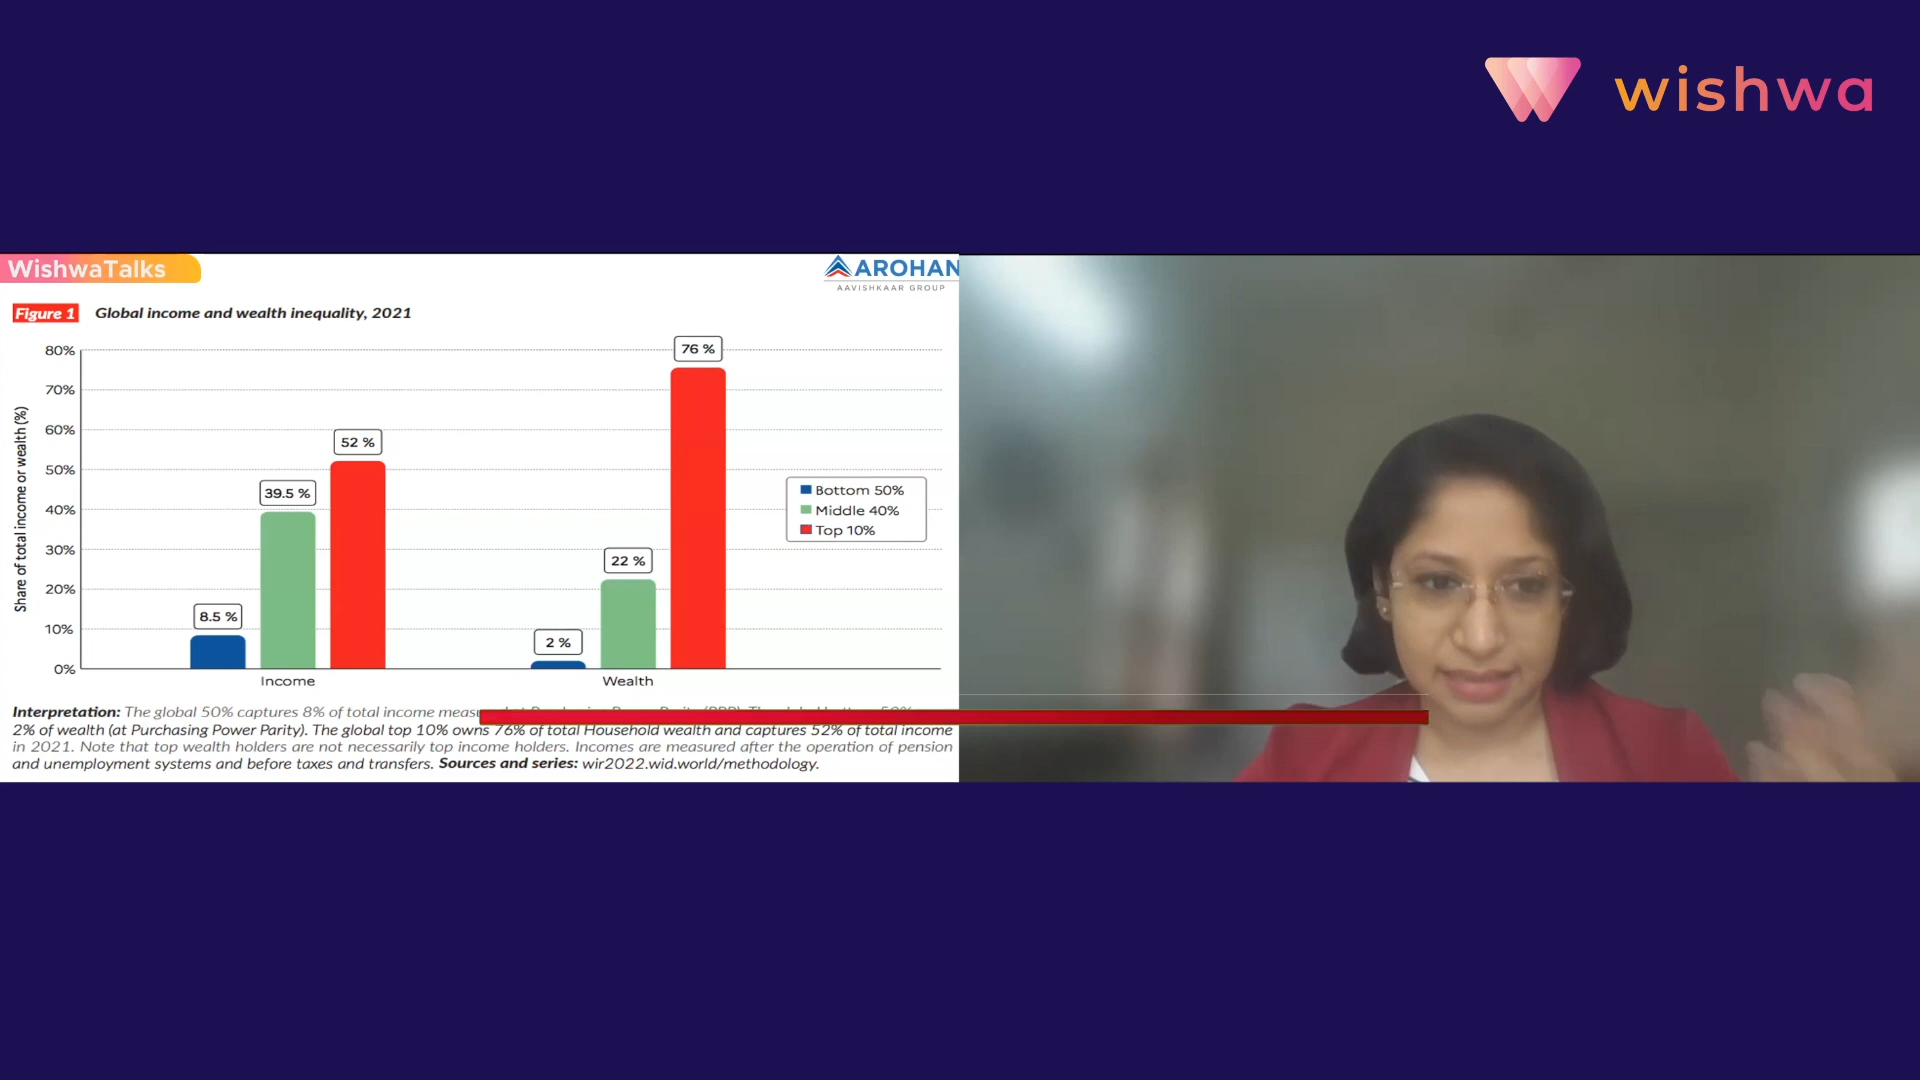 wishwa
WishwaTalks
AROHAN
AAVISHKAAR GROUP
Figure 1 Global income and wealth inequality, 2021
Share of total income or wealth (%)
80%
70%
60%
50%
40%
30%
20%
10%
0%
8.5 %
39.5 %
52 %
2 %
22 %
76 %
Income
Wealth
Bottom 50%
Middle 40%
Top 10%
Interpretation: The global 50% captures 8% of total income
2% of wealth (at Purchasing Power Parity). The global top 10% owns 76% of total Household wealth and captures 52% of total income
in 2021. Note that top wealth holders are not necessarily top income holders. Incomes are measured after the operation of pension
and unemployment systems and before taxes and transfers. Sources and series: wir2022.wid.world/methodology.